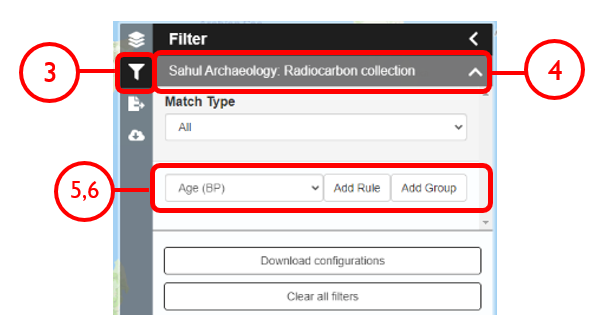 Filter
3
Sahul Archaeology: Radiocarbon collection
4
Match Type
All
5,6
Age (BP) Add Rule Add Group
Download configurations
Clear all filters